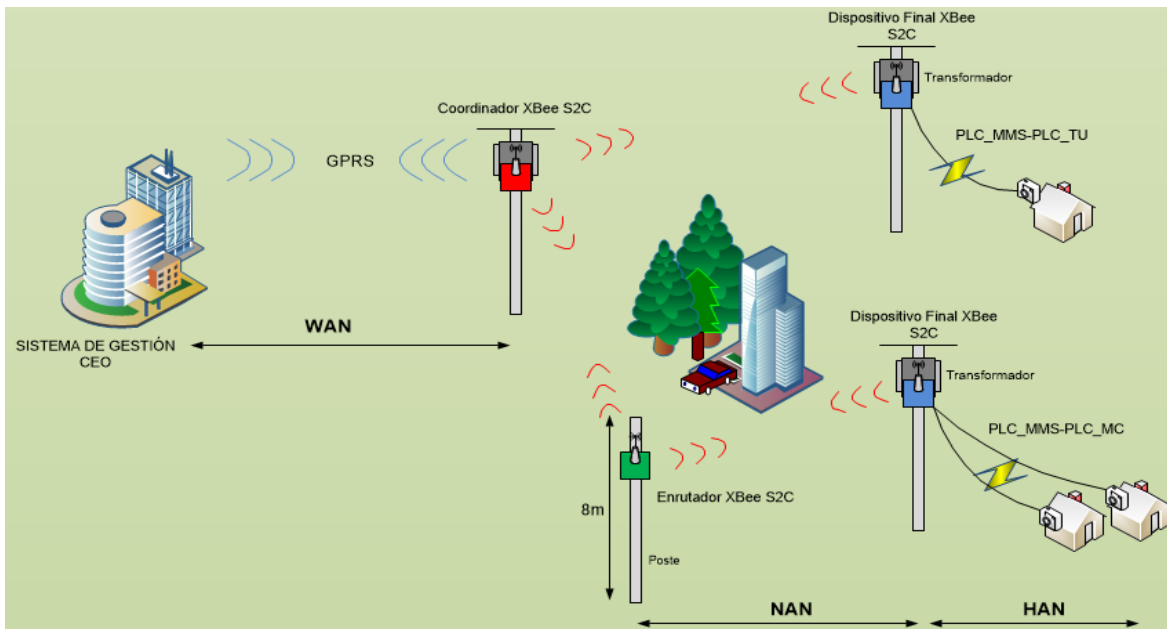 Dispositivo Final XBee
S2C
Transformador
Coordinador XBee S2C
GPRS
PLC_MMS-PLC_TU
WAN
SISTEMA DE GESTIÓN
CEO
Dispositivo Final XBee
S2C
Transformador
PLC_MMS-PLC_MC
Enrutador XBee S2C
8m
Poste
NAN
HAN